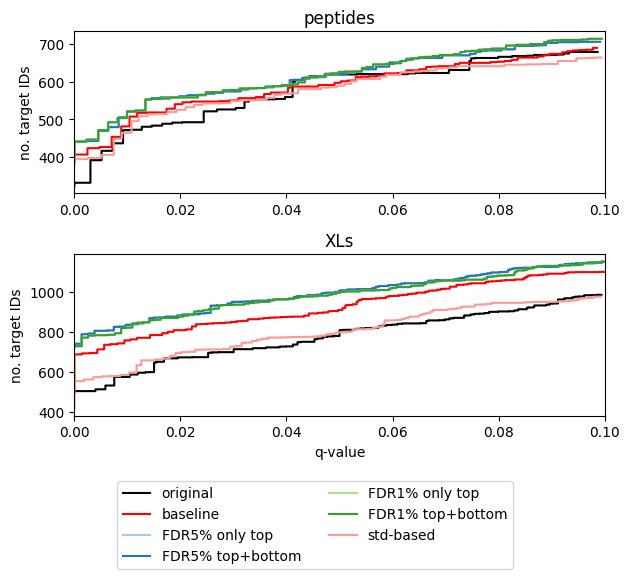 peptides
no. target IDs
700
600
500
400
0.00 0.02 0.04 0.06 0.08 0.10
XLs
no. target IDs
1000
800
600
400
0.00 0.02 0.04 0.06 0.08 0.10
q-value
original
baseline
FDR5% only top
FDR5% top+bottom
FDR1% only top
FDR1% top+bottom
std-based